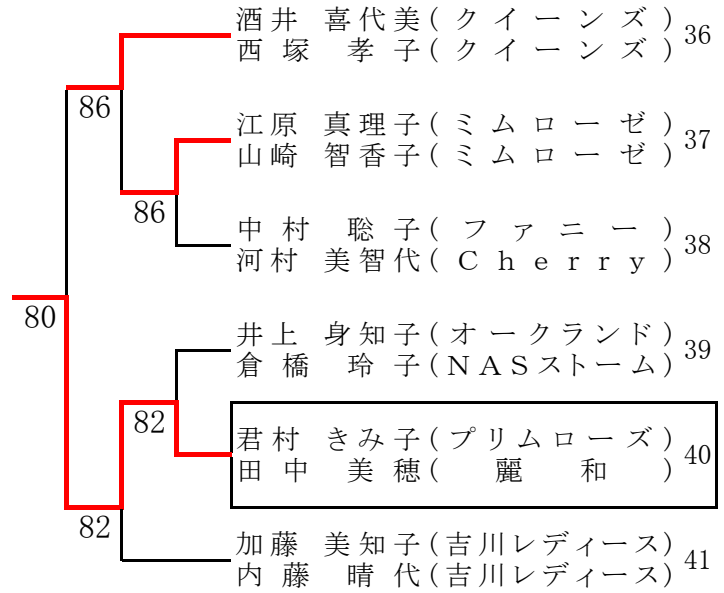 酒井 喜代美(クイーンズ) 36
西塚 孝子(クイーンズ)
86
江原 真理子(ミムローゼ) 37
山崎 智香子(ミムローゼ)
86
中村 聡子(ファニー) 38
河村 美智代(Cherry)
80
井上 身知子(オークランド) 39
倉橋 玲子(NASストーム)
82
君村 きみ子(プリムローズ) 40
田中 美穂(麗和)
82
加藤 美知子(吉川レディース) 41
内藤 晴代(吉川レディース)